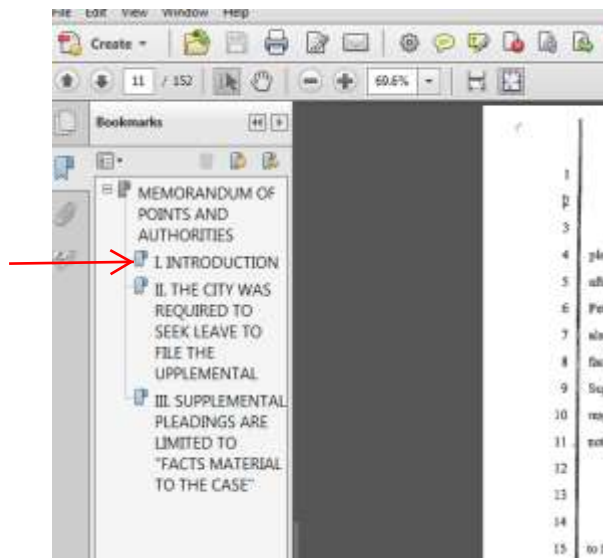 File Edit View Window Help
Create
11 / 152 69.6%
Bookmarks
MEMORANDUM OF
POINTS AND
AUTHORITIES
I. INTRODUCTION
II. THE CITY WAS
REQUIRED TO
SEEK LEAVE TO
FILE THE
UPPLEMENTAL
III. SUPPLEMENTAL
PLEADINGS ARE
LIMITED TO
"FACTS MATERIAL
TO THE CASE"
1
2
3
4 ple
5
6
7
8
9
10
11
12
13
14
15